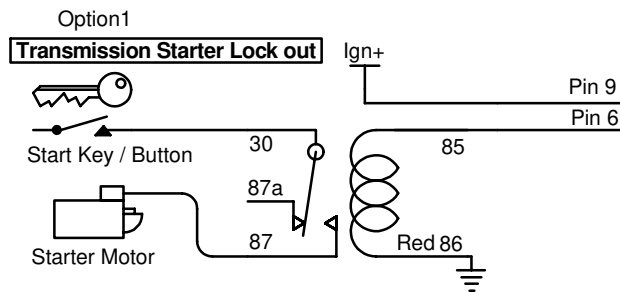 Option1
Transmission Starter Lock out
Ign+
Pin 9
Pin 6
Start Key / Button
30
85
87a
87
Red 86
Starter Motor